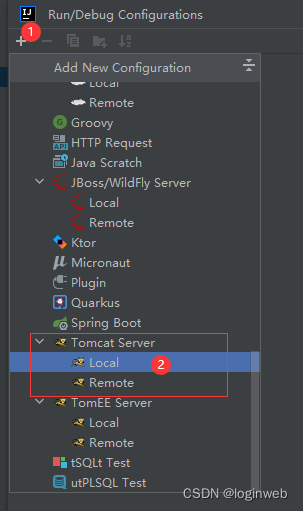 IJ Run/Debug Configurations
1
Add New Configuration
Local
Remote
G Groovy
API HTTP Request
Java Scratch
JBoss/WildFly Server
Local
Remote
Ktor
μ Micronaut
Plugin
Quarkus
Spring Boot
Tomcat Server
Local 2
Remote
TomEE Server
Local
Remote
tSQLt Test
utPLSQL Test
CSDN @loginweb